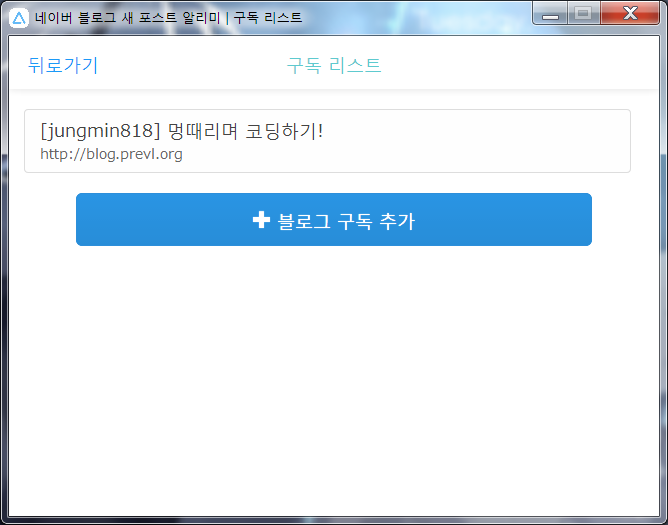 네이버 블로그 새 포스트 알리미 | 구독 리스트
뒤로가기
구독 리스트
[jungmin818] 멍때리며 코딩하기!
http://blog.prevl.org
블로그 구독 추가